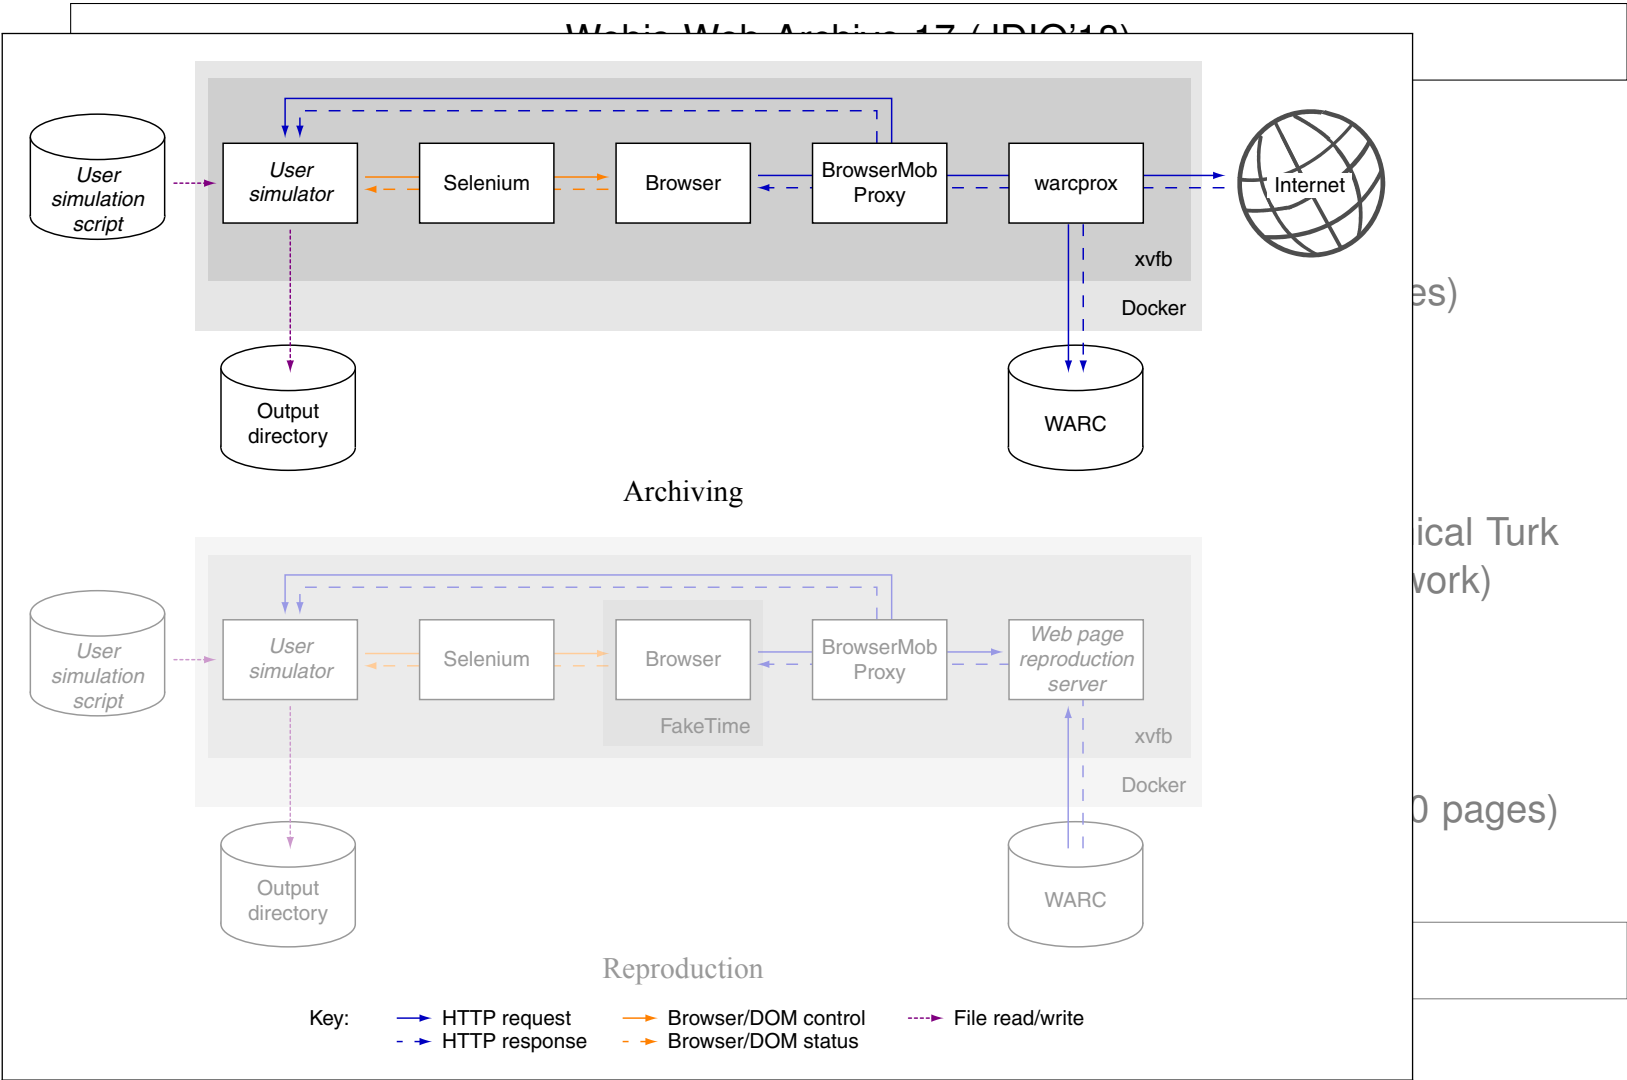 User
simulation
script
User
simulator
Selenium
Browser
BrowserMob
Proxy
warcprox
Internet
xvfb
Docker
Output
directory
WARC
Archiving
User
simulation
script
User
simulator
Selenium
Browser
FakeTime
BrowserMob
Proxy
Web page
reproduction
server
xvfb
Docker
Output
directory
WARC
Reproduction
Key:
HTTP request
HTTP response
Browser/DOM control
Browser/DOM status
File read/write
es)
ical Turk
work)
0 pages)